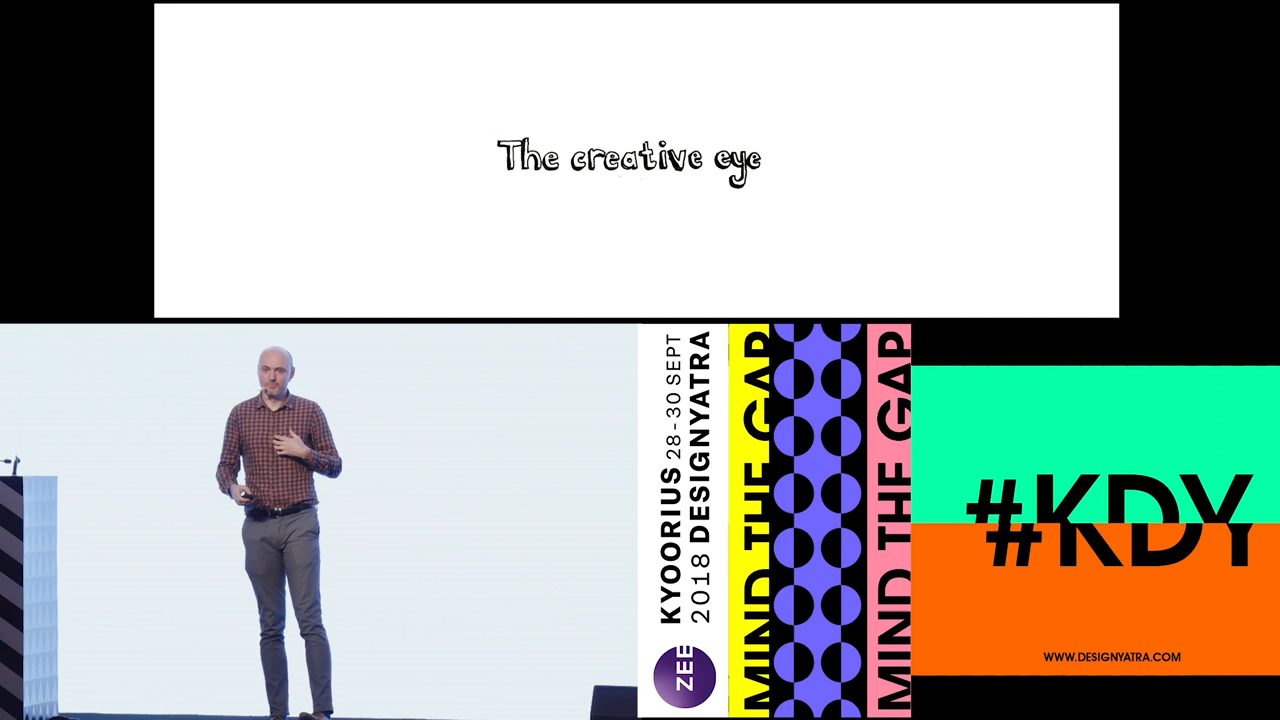 The creative eye
KYOORIUS 28-30 SEPT
2018 DESIGNYATRA
ZEE
MIND THE GAP
MIND THE GAP
#KDY
WWW.DESIGNYATRA.COM